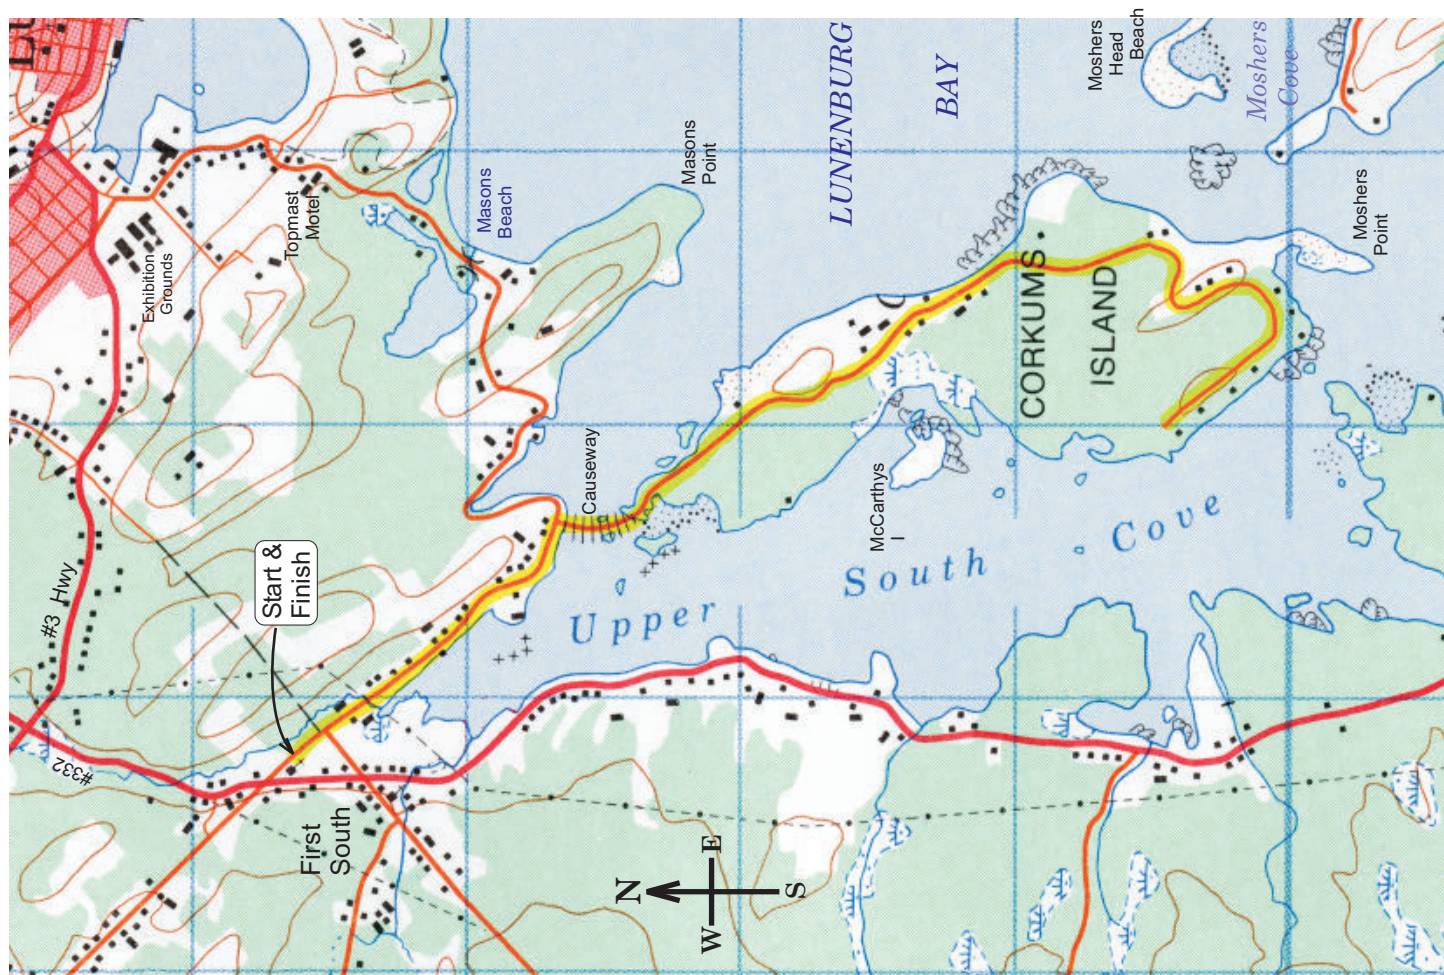 LUNENBURG
BAY
Moshers
Head
Beach
Moshers
Cove
Masons
Point
Topmast
Motel
Masons
Beach
Exhibition
Grounds
Moshers
Point
CORKUMS
ISLAND
Causeway
McCarthys
I
#3 Hwy
Start &
Finish
Upper South Cove
#332
First
South
N
W E
S